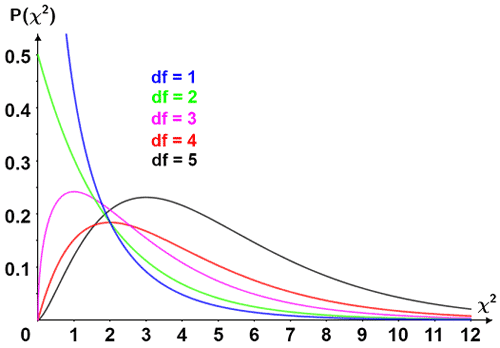 P(χ²)
0.5
0.4
0.3
0.2
0.1
df = 1
df = 2
df = 3
df = 4
df = 5
0 1 2 3 4 5 6 7 8 9 10 11 12 χ²